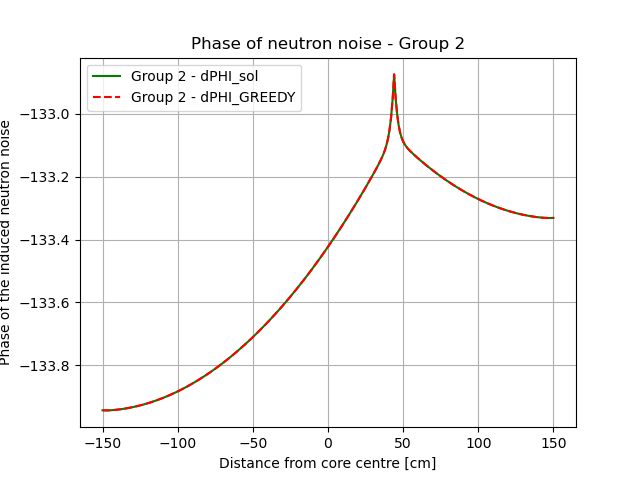 Phase of neutron noise - Group 2
Group 2 - dPHI_sol
Group 2 - dPHI_GREEDY
Phase of the induced neutron noise
−133.0
−133.2
−133.4
−133.6
−133.8
−150
−100
−50
0
50
100
150
Distance from core centre [cm]